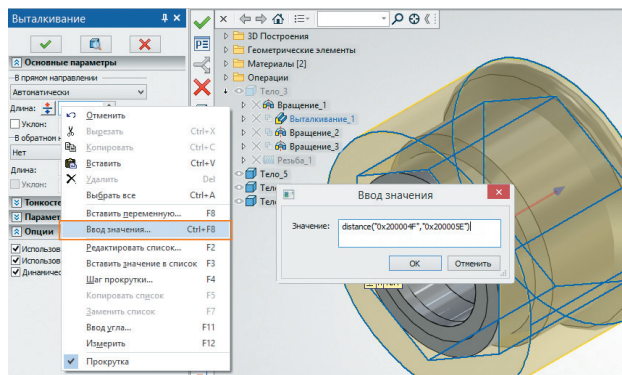 Выталкивание
Основные параметры
В прямом направлении
Автоматически
Длина:
Уклон:
В обратном н
Нет
Длина:
Уклон:
Тонкост
Парамет
Опции
Использов
Использов
Динамичес
Отменить
Вырезать Ctrl+X
Копировать Ctrl+C
Вставить Ctrl+V
Удалить Del
Выбрать все Ctrl+A
Вставить переменную... F8
Ввод значения... Ctrl+F8
Редактировать список... F2
Вставить значение в список F3
Шаг прокрутки... F4
Копировать список F5
Заменить список F7
Ввод угла... F11
Измерить F12
Прокрутка
3D Построения
Геометрические элементы
Материалы [2]
Операции
Тело_3
Вращение_1
Выталкивание_1
Вращение_2
Вращение_3
Резьба_1
Тело_5
Тело
Тело
Ввод значения
Значение: distance("0x200004F","0x200005E")
ОК Отменить